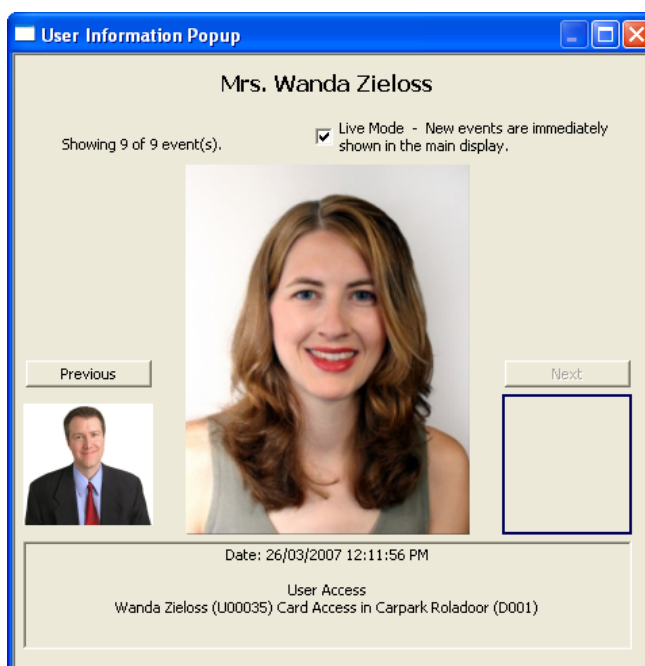 User Information Popup
Mrs. Wanda Zieloss
Showing 9 of 9 event(s).
Live Mode  -  New events are immediately
shown in the main display.
Previous
Next
Date: 26/03/2007 12:11:56 PM
User Access
Wanda Zieloss (U00035) Card Access in Carpark Roladoor (D001)